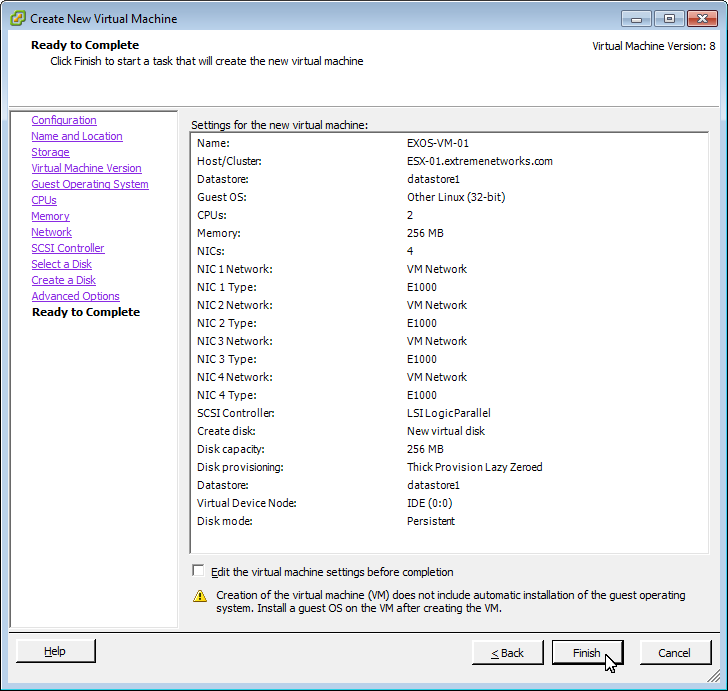 Create New Virtual Machine
Ready to Complete
Click Finish to start a task that will create the new virtual machine
Virtual Machine Version: 8
Configuration
Name and Location
Storage
Virtual Machine Version
Guest Operating System
CPUs
Memory
Network
SCSI Controller
Select a Disk
Create a Disk
Advanced Options
Ready to Complete
Settings for the new virtual machine:
Name: EXOS-VM-01
Host/Cluster: ESX-01.extremenetworks.com
Datastore: datastore1
Guest OS: Other Linux (32-bit)
CPUs: 2
Memory: 256 MB
NICs: 4
NIC 1 Network: VM Network
NIC 1 Type: E1000
NIC 2 Network: VM Network
NIC 2 Type: E1000
NIC 3 Network: VM Network
NIC 3 Type: E1000
NIC 4 Network: VM Network
NIC 4 Type: E1000
SCSI Controller: LSI Logic Parallel
Create disk: New virtual disk
Disk capacity: 256 MB
Disk provisioning: Thick Provision Lazy Zeroed
Datastore: datastore1
Virtual Device Node: IDE (0:0)
Disk mode: Persistent
Edit the virtual machine settings before completion
Creation of the virtual machine (VM) does not include automatic installation of the guest operating
system. Install a guest OS on the VM after creating the VM.
Help
< Back
Finish
Cancel